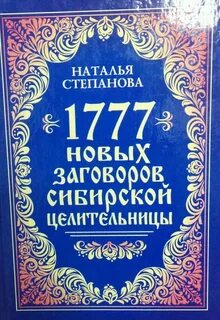 НАТАЛЬЯ
СТЕПАНОВА
1777
НОВЫХ
ЗАГОВОРОВ
СИБИРСКОЙ
ЦЕЛИТЕЛЬНИЦЫ